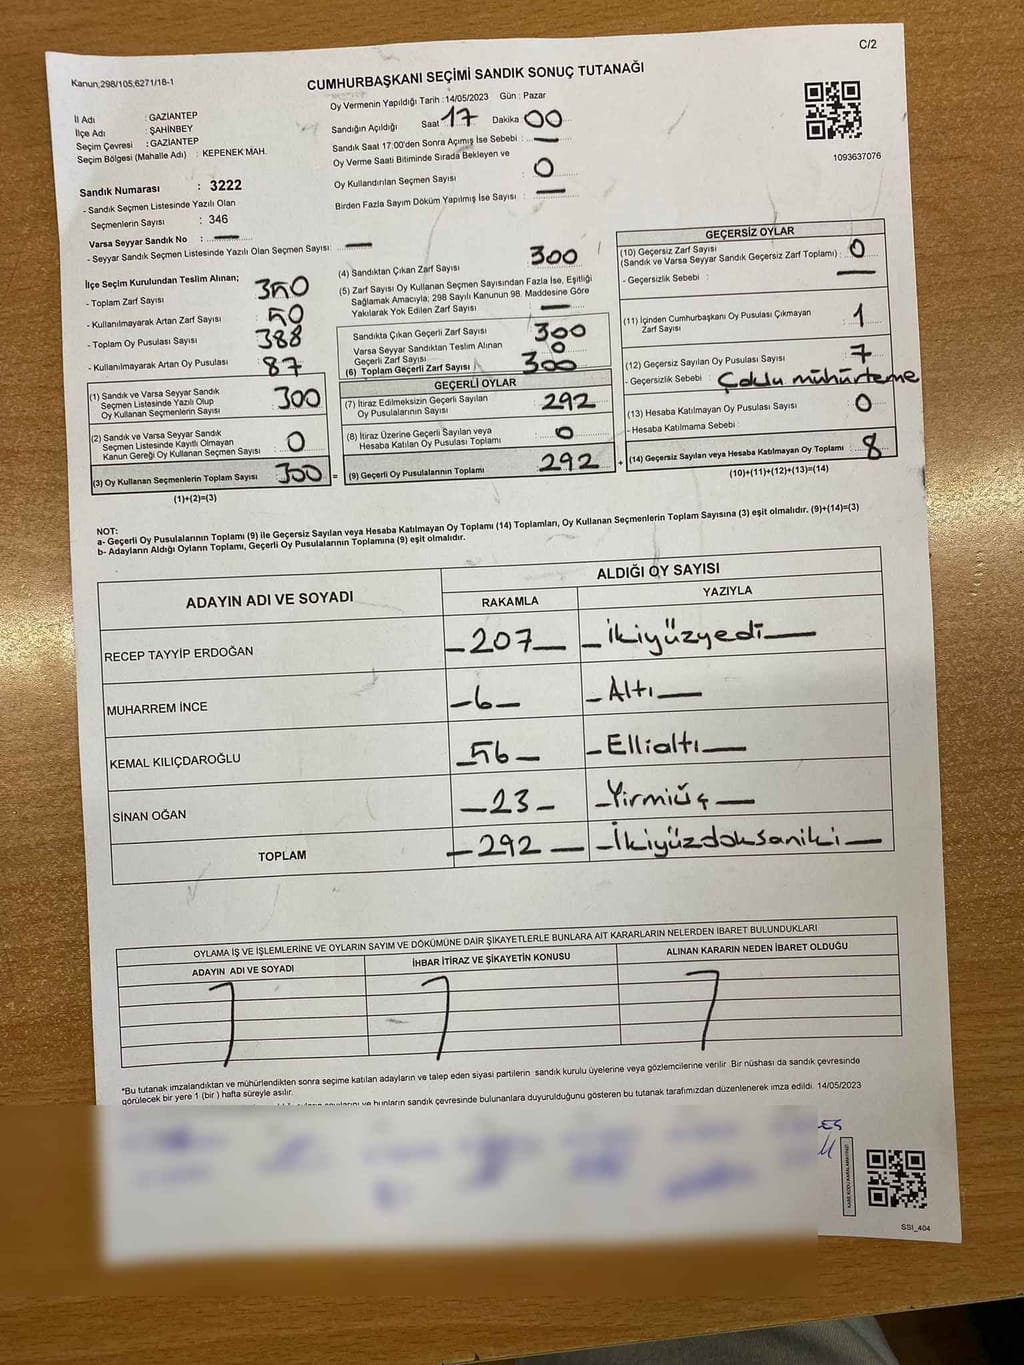 C/2
Kanun,298/105,6271/18-1
CUMHURBAŞKANI SEÇİMİ SANDIK SONUÇ TUTANAĞI
Oy Vermenin Yapıldığı Tarih : 14/05/2023 Gün : Pazar
İl Adı : GAZİANTEP
İlçe Adı : ŞAHİNBEY
Seçim Çevresi : GAZİANTEP
Seçim Bölgesi (Mahalle Adı) : KEPENEK MAH.
Sandık Numarası : 3222
- Sandık Seçmen Listesinde Yazılı Olan
Seçmenlerin Sayısı : 346
Varsa Seyyar Sandık No : —
- Seyyar Sandık Seçmen Listesinde Yazılı Olan Seçmen Sayısı: —
Sandığın Açıldığı Saat 17 Dakika 00
Sandık Saat 17:00'den Sonra Açımış İse Sebebi : —
Oy Verme Saati Bitiminde Sırada Bekleyen ve
Oy Kullandırılan Seçmen Sayısı : 0
Birden Fazla Sayım Döküm Yapılmış İse Sayısı : —
1093637076
İlçe Seçim Kurulundan Teslim Alınan;
- Toplam Zarf Sayısı 350
- Kullanılmayarak Artan Zarf Sayısı 50
- Toplam Oy Pusulası Sayısı 388
- Kullanılmayarak Artan Oy Pusulası 87
(1) Sandık ve Varsa Seyyar Sandık
Seçmen Listesinde Yazılı Olup
Oy Kullanan Seçmenlerin Sayısı 300
(2) Sandık ve Varsa Seyyar Sandık
Seçmen Listesinde Kayıtlı Olmayan
Kanun Gereği Oy Kullanan Seçmen Sayısı 0
(3) Oy Kullanan Seçmenlerin Toplam Sayısı 300 =
(1)+(2)=(3)
(4) Sandıktan Çıkan Zarf Sayısı 300
(5) Zarf Sayısı Oy Kullanan Seçmen Sayısından Fazla İse, Eşitliği
Sağlamak Amacıyla; 298 Sayılı Kanunun 98. Maddesine Göre
Yakılarak Yok Edilen Zarf Sayısı : —
Sandıkta Çıkan Geçerli Zarf Sayısı 300
Varsa Seyyar Sandıktan Teslim Alınan
Geçerli Zarf Sayısı 0
(6) Toplam Geçerli Zarf Sayısı 300
GEÇERLİ OYLAR
(7) İtiraz Edilmeksizin Geçerli Sayılan
Oy Pusulalarının Sayısı 292
(8) İtiraz Üzerine Geçerli Sayılan veya
Hesaba Katılan Oy Pusulası Toplamı 0
(9) Geçerli Oy Pusulalarının Toplamı 292 +
GEÇERSİZ OYLAR
(10) Geçersiz Zarf Sayısı
(Sandık ve Varsa Seyyar Sandık Geçersiz Zarf Toplamı) : 0
- Geçersizlik Sebebi : —
(11) İçinden Cumhurbaşkanı Oy Pusulası Çıkmayan
Zarf Sayısı 1
(12) Geçersiz Sayılan Oy Pusulası Sayısı 7
- Geçersizlik Sebebi : Çoklu mühürteme
(13) Hesaba Katılmayan Oy Pusulası Sayısı 0
- Hesaba Katılmama Sebebi :
(14) Geçersiz Sayılan veya Hesaba Katılmayan Oy Toplamı : 8
(10)+(11)+(12)+(13)=(14)
NOT:
a- Geçerli Oy Pusulalarının Toplamı (9) ile Geçersiz Sayılan veya Hesaba Katılmayan Oy Toplamı (14) Toplamları, Oy Kullanan Seçmenlerin Toplam Sayısına (3) eşit olmalıdır. (9)+(14)=(3)
b- Adayların Aldığı Oyların Toplamı, Geçerli Oy Pusulalarının Toplamına (9) eşit olmalıdır.
ADAYIN ADI VE SOYADI
ALDIĞI OY SAYISI
RAKAMLA YAZIYLA
RECEP TAYYİP ERDOĞAN —207— —İkiyüzyedi—
MUHARREM İNCE —6— —Altı—
KEMAL KILIÇDAROĞLU —56— —Ellialtı—
SİNAN OĞAN —23— —Yirmiüç—
TOPLAM —292— —İkiyüzdoksaniki—
OYLAMA İŞ VE İŞLEMLERİNE VE OYLARIN SAYIM VE DÖKÜMÜNE DAİR ŞİKAYETLERLE BUNLARA AİT KARARLARIN NELERDEN İBARET BULUNDUKLARI
ADAYIN ADI VE SOYADI İHBAR İTİRAZ VE ŞİKAYETİN KONUSU ALINAN KARARIN NEDEN İBARET OLDUĞU
*Bu tutanak imzalandıktan ve mühürlendikten sonra seçime katılan adayların ve talep eden siyasi partilerin sandık kurulu üyelerine veya gözlemcilerine verilir .Bir nüshası da sandık çevresinde
görülecek bir yere 1 (bir ) hafta süreyle asılır.
ve bunların sandık çevresinde bulunanlara duyurulduğunu gösteren bu tutanak tarafımızdan düzenlenerek imza edildi. 14/05/2023
SSI_404